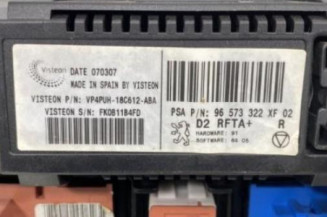 Visteon
DATE 070307
MADE IN SPAIN BY VISTEON
VISTEON P/N: VP4PUH-18C612-ABA
VISTEON S/N: FK081184FD
PSA P/N: 96 573 322 XF 02
D2 RFTA+ R
HARDWARE: 01
SOFTWARE: 04 05